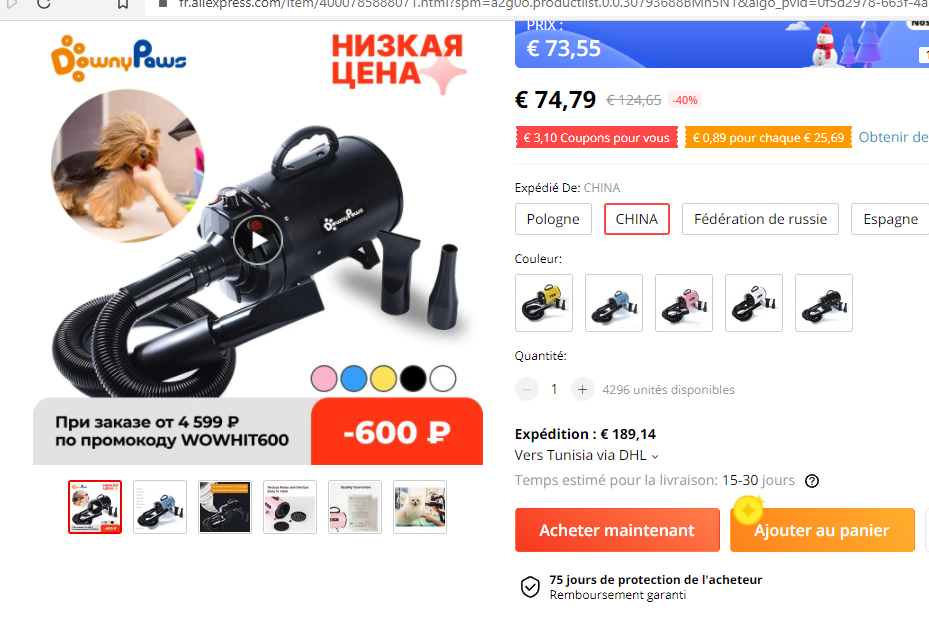 fr.aliexpress.com/item/4000785888071.html?spm=a2g0o.productlist.0.0.30793688BMh5N1&algo_pvid=0f5d2978-663f-4a
DownyPaws
НИЗКАЯ
ЦЕНА
DownyPaws
При заказе от 4 599 ₽
по промокоду WOWHIT600
-600 ₽
PRIX :
€ 73,55
€ 74,79 € 124,65 -40%
€ 3,10 Coupons pour vous € 0,89 pour chaque € 25,69 Obtenir de
Expédié De: CHINA
Pologne CHINA Fédération de russie Espagne
Couleur:
Quantité:
1 + 4296 unités disponibles
Expédition : € 189,14
Vers Tunisia via DHL
Temps estimé pour la livraison: 15-30 jours
Acheter maintenant Ajouter au panier
75 jours de protection de l'acheteur
Remboursement garanti